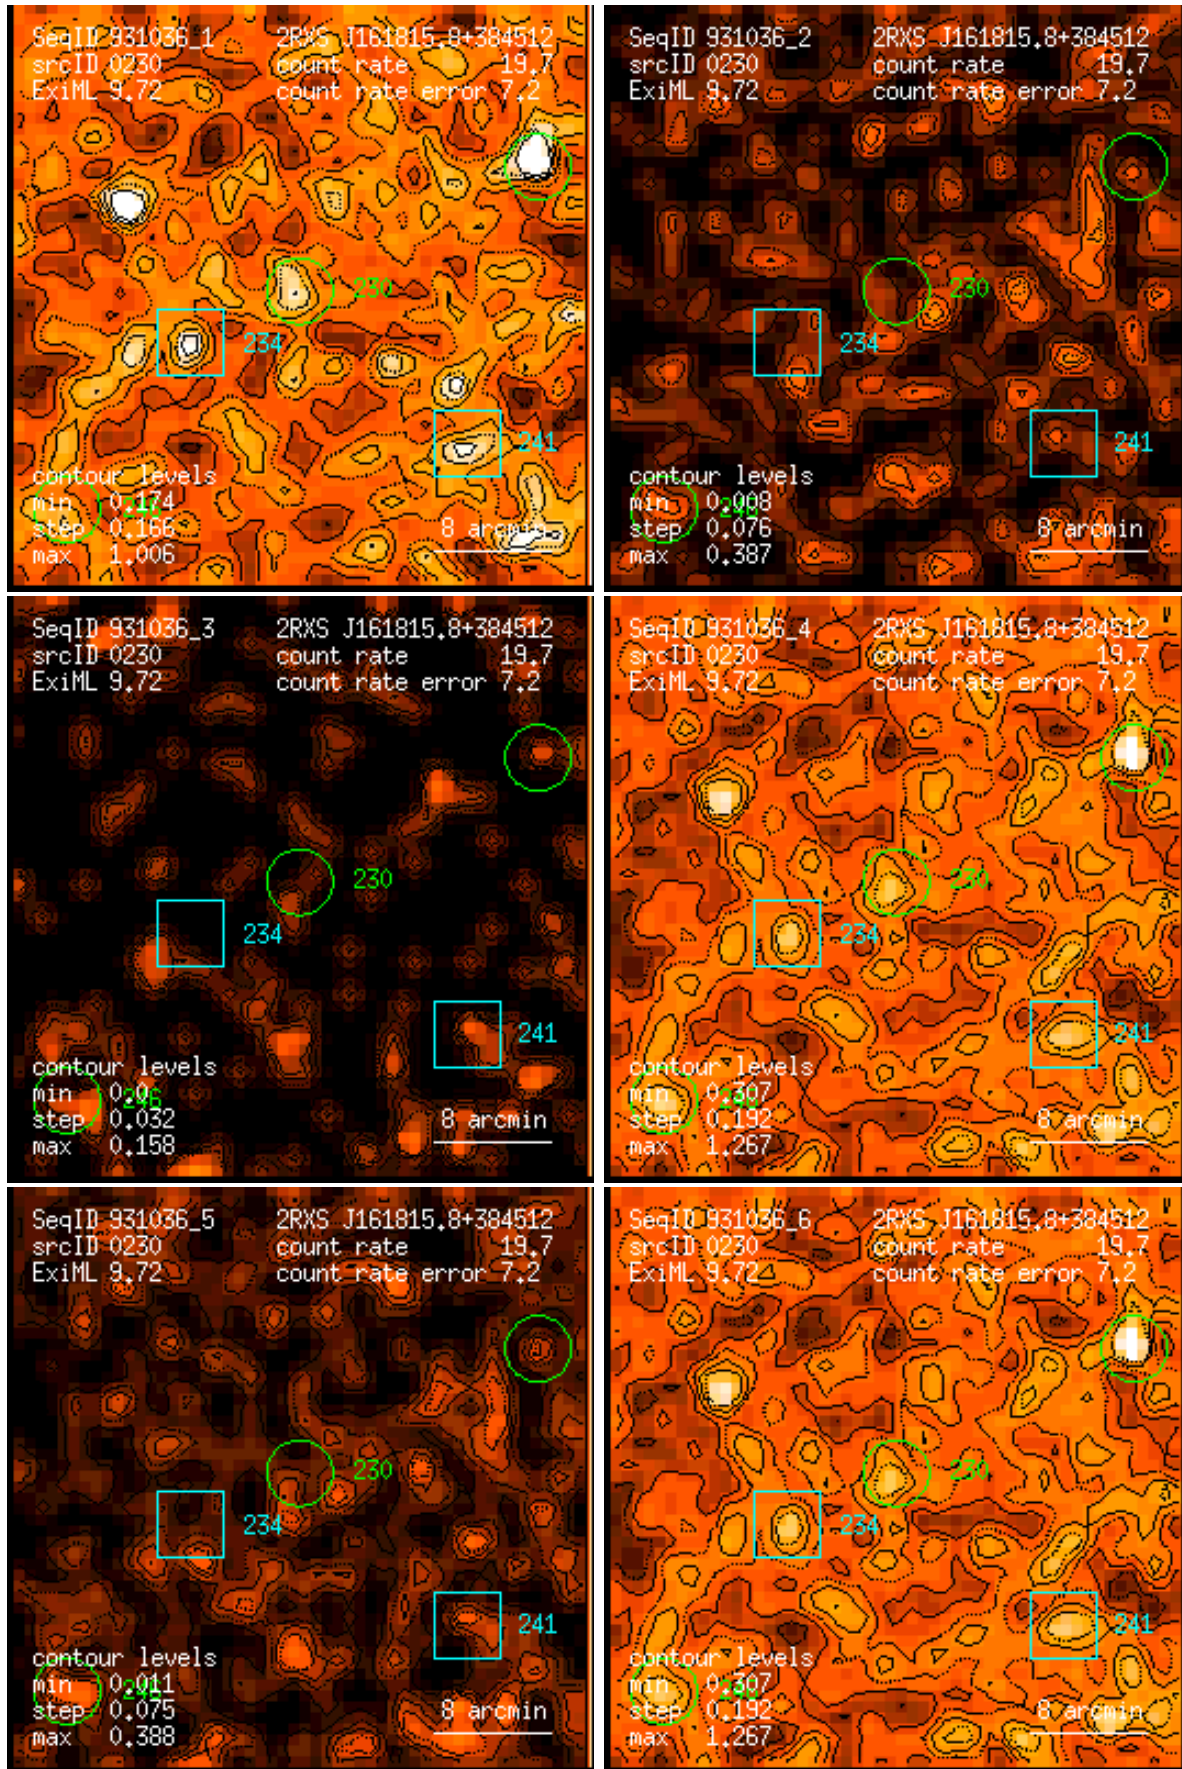 SeqID 931036_1 2RXS J161815.8+384512
srcID 0230 count rate 19.7
ExiML 9.72 count rate error 7.2
230
234
241
contour levels
min 0.174
step 0.166 8 arcmin
max 1.006
SeqID 931036_2 2RXS J161815.8+384512
srcID 0230 count rate 19.7
ExiML 9.72 count rate error 7.2
230
234
241
contour levels
min 0.008
step 0.076 8 arcmin
max 0.387
SeqID 931036_3 2RXS J161815.8+384512
srcID 0230 count rate 19.7
ExiML 9.72 count rate error 7.2
230
234
241
contour levels
min 0.0 246
step 0.032 8 arcmin
max 0.158
SeqID 931036_4 2RXS J161815.8+384512
srcID 0230 count rate 19.7
ExiML 9.72 count rate error 7.2
230
234
241
contour levels
min 0.307
step 0.192 8 arcmin
max 1.267
SeqID 931036_5 2RXS J161815.8+384512
srcID 0230 count rate 19.7
ExiML 9.72 count rate error 7.2
230
234
241
contour levels
min 0.011
step 0.075 8 arcmin
max 0.388
SeqID 931036_6 2RXS J161815.8+384512
srcID 0230 count rate 19.7
ExiML 9.72 count rate error 7.2
230
234
241
contour levels
min 0.307
step 0.192 8 arcmin
max 1.267